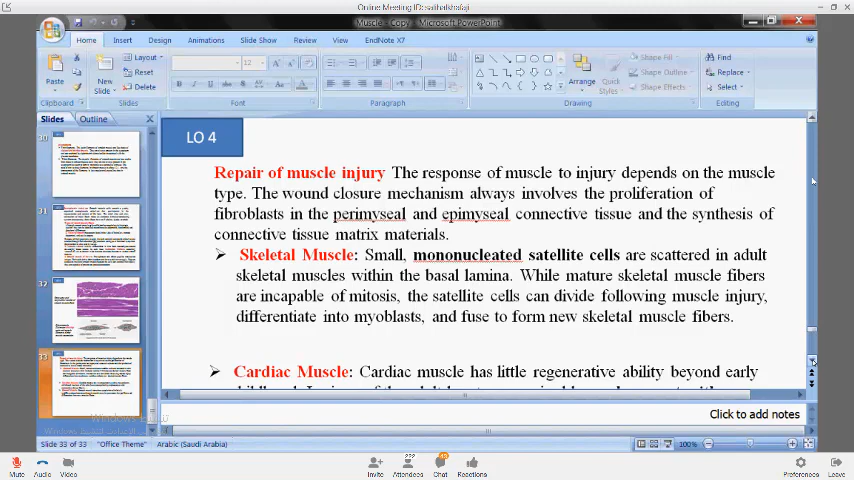 Online Meeting ID: saithalkhafaji
Muscle - Copy - Microsoft PowerPoint
Home Insert Design Animations Slide Show Review View EndNote X7
Paste
Clipboard
New Slide
Layout
Reset
Delete
Slides
12
Font
Paragraph
Arrange
Quick Styles
Shape Fill
Shape Outline
Shape Effects
Drawing
Find
Replace
Select
Editing
Slides Outline
30
31
32
33
LO 4
Repair of muscle injury The response of muscle to injury depends on the muscle
type. The wound closure mechanism always involves the proliferation of
fibroblasts in the perimyseal and epimyseal connective tissue and the synthesis of
connective tissue matrix materials.
Skeletal Muscle: Small, mononucleated satellite cells are scattered in adult
skeletal muscles within the basal lamina. While mature skeletal muscle fibers
are incapable of mitosis, the satellite cells can divide following muscle injury,
differentiate into myoblasts, and fuse to form new skeletal muscle fibers.
Cardiac Muscle: Cardiac muscle has little regenerative ability beyond early
Click to add notes
Slide 33 of 33 "Office Theme" Arabic (Saudi Arabia) 100%
Mute Audio Video Invite Attendees Chat Reactions Preferences Leave
222